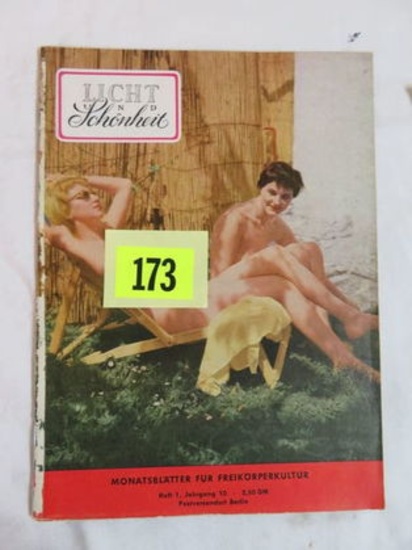 LICHT
UND
Schönheit
173
MONATSBLÄTTER FÜR FREIKÖRPERKULTUR
Heft 1, Jahrgang 10 - 2,50 DM
Postversandort Berlin